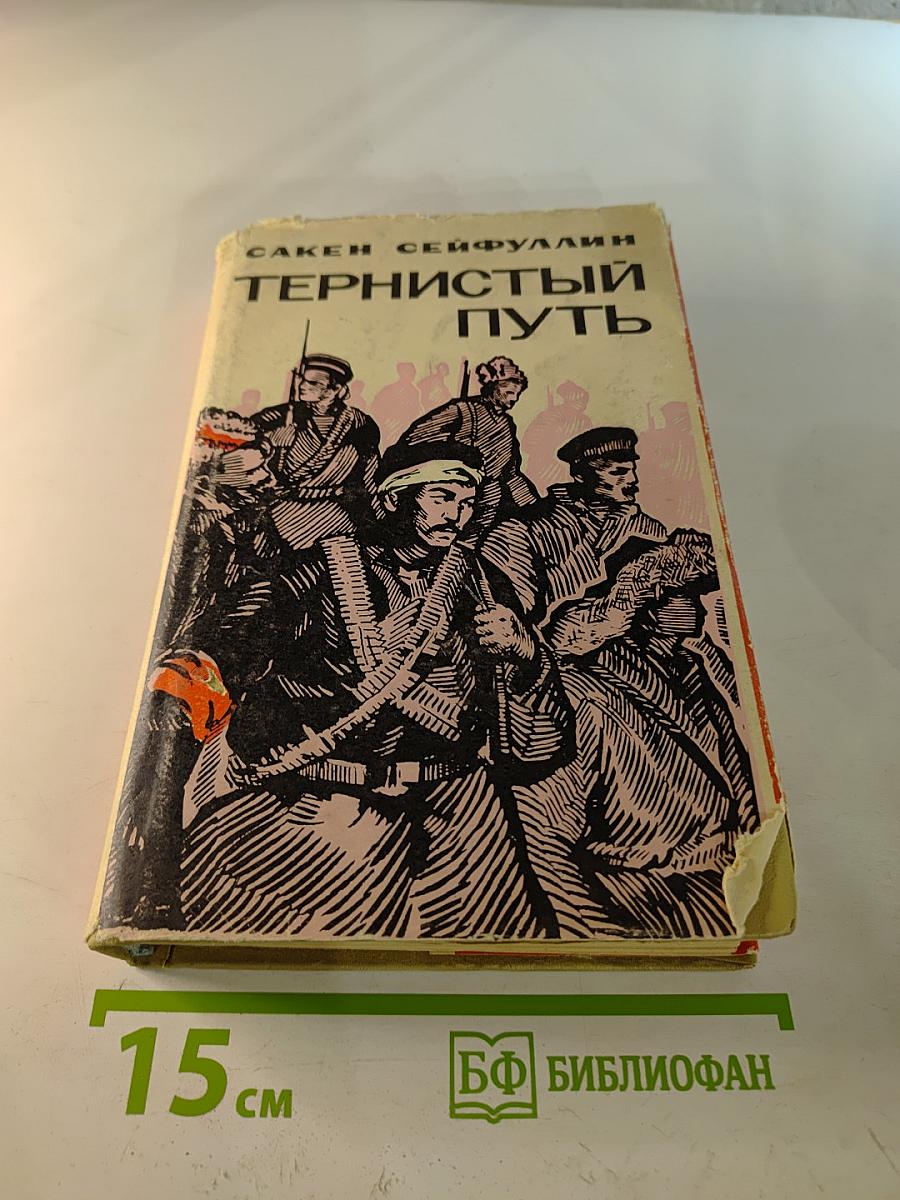 САКЕН СЕЙФУЛЛИН
ТЕРНИСТЫЙ
ПУТЬ
15 см
БФ БИБЛИОФАН